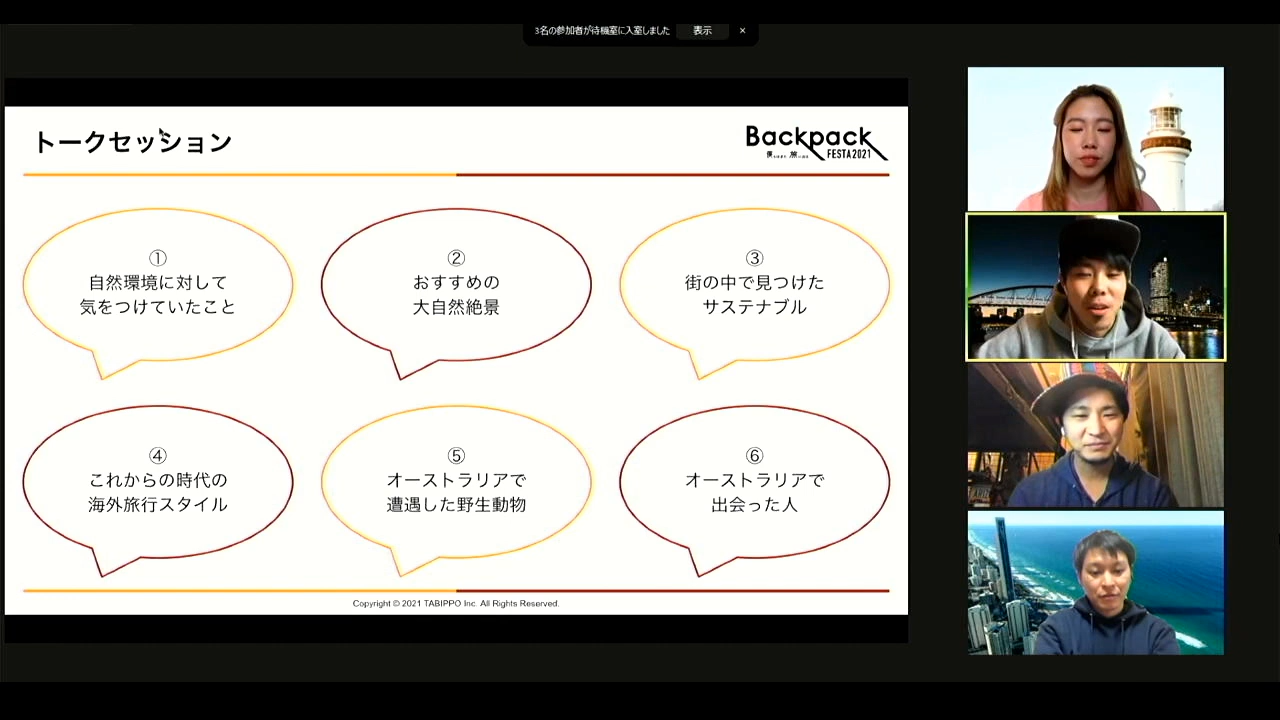 3名の参加者が待機室に入室しました 表示 ×
トークセッション
Backpack
FESTA2021
①
自然環境に対して
気をつけていたこと
②
おすすめの
大自然絶景
③
街の中で見つけた
サステナブル
④
これからの時代の
海外旅行スタイル
⑤
オーストラリアで
遭遇した野生動物
⑥
オーストラリアで
出会った人
Copyright © 2021 TABIPPO Inc. All Rights Reserved.